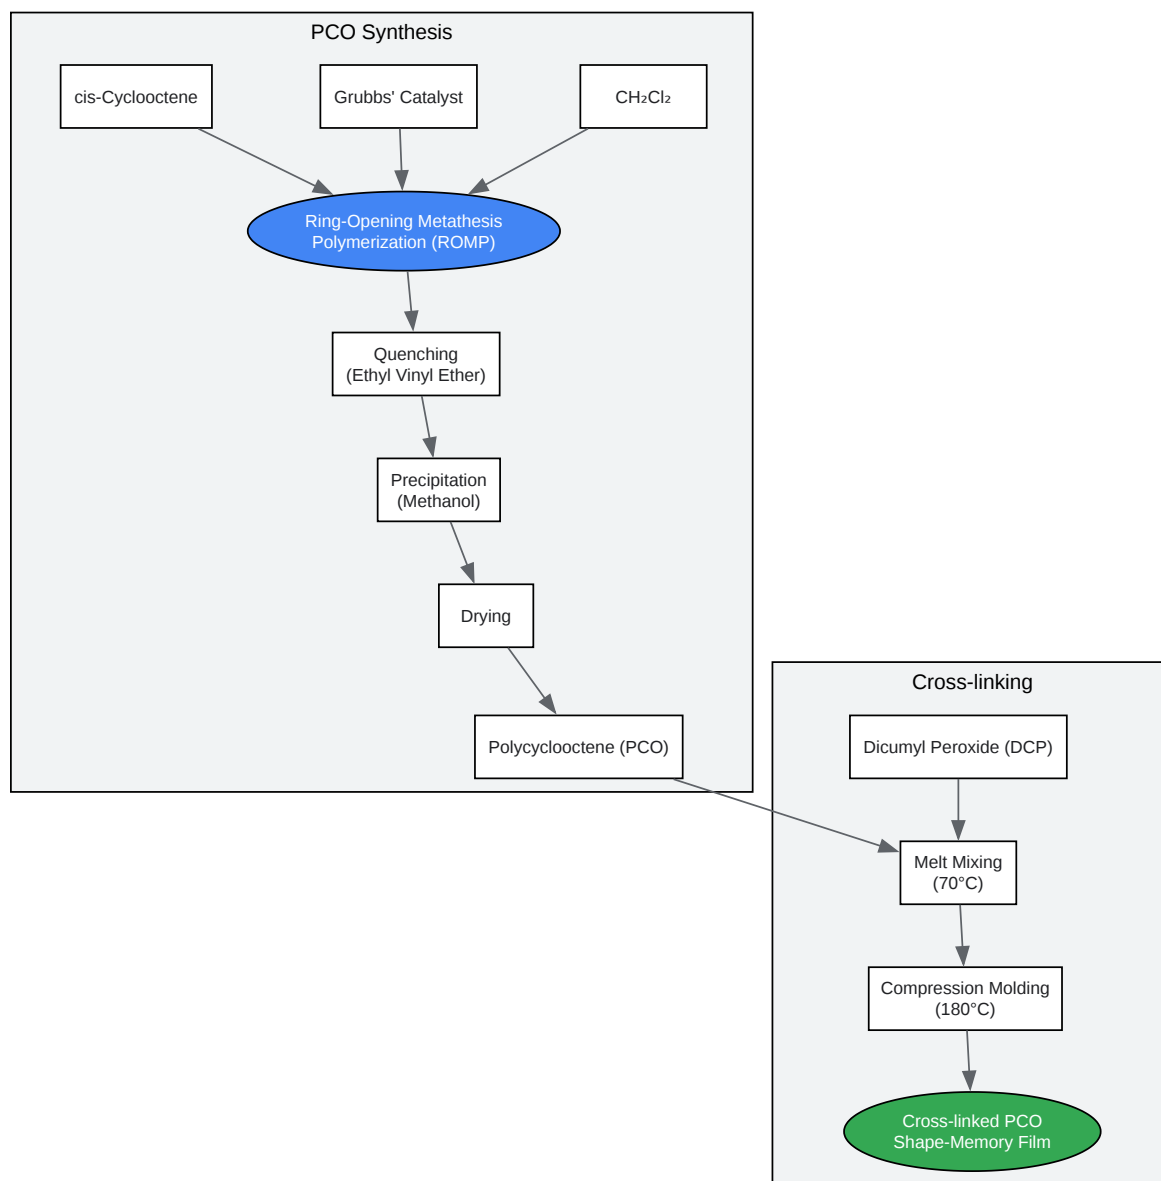 PCO Synthesis
cis-Cyclooctene
Grubbs' Catalyst
CH₂Cl₂
Ring-Opening Metathesis
Polymerization (ROMP)
Quenching
(Ethyl Vinyl Ether)
Precipitation
(Methanol)
Drying
Polycyclooctene (PCO)
Cross-linking
Dicumyl Peroxide (DCP)
Melt Mixing
(70°C)
Compression Molding
(180°C)
Cross-linked PCO
Shape-Memory Film